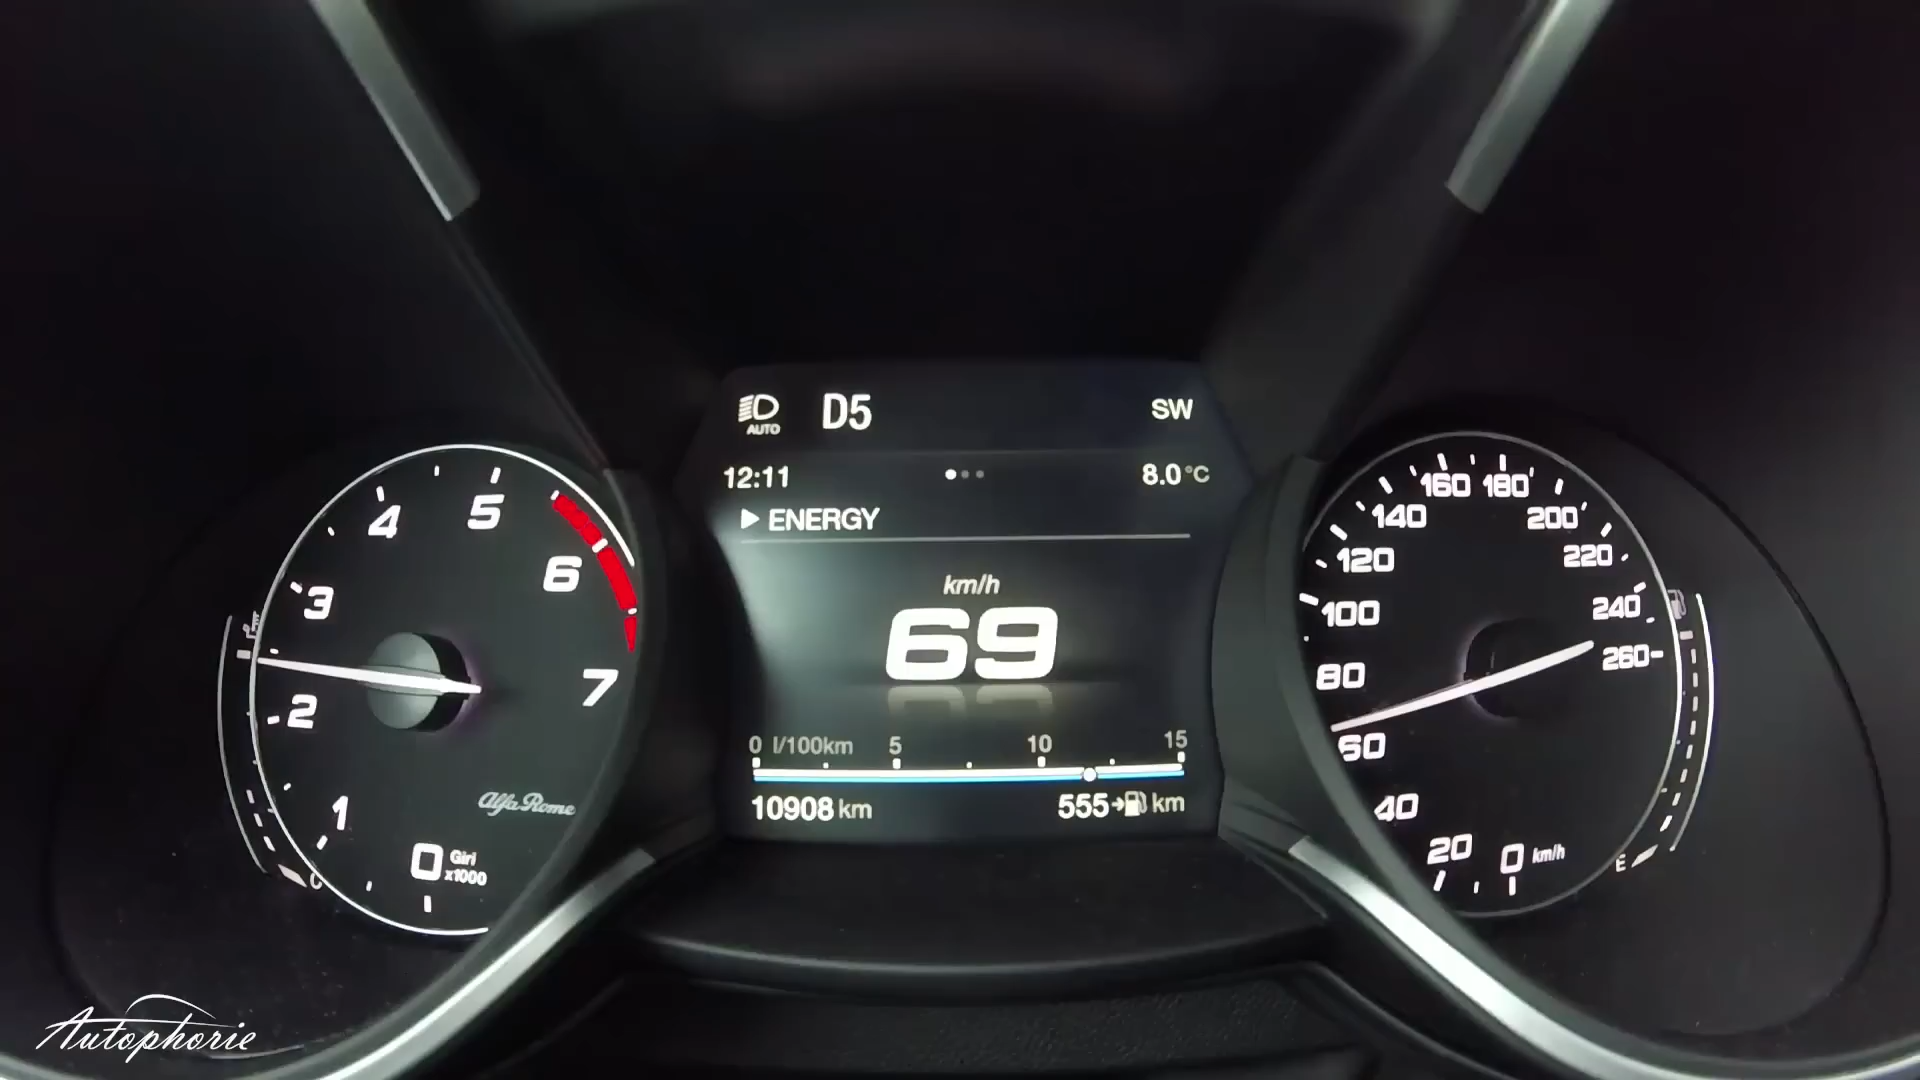 AUTO D5 SW
12:11 8.0°C
ENERGY
km/h
69
0 l/100km 5 10 15
10908 km 555 km
0
1
2
3
4
5
6
7
Giri
x1000
Alfa Romeo
0
20
40
60
80
100
120
140
160
180
200
220
240
260
km/h
C
E
Autophorie